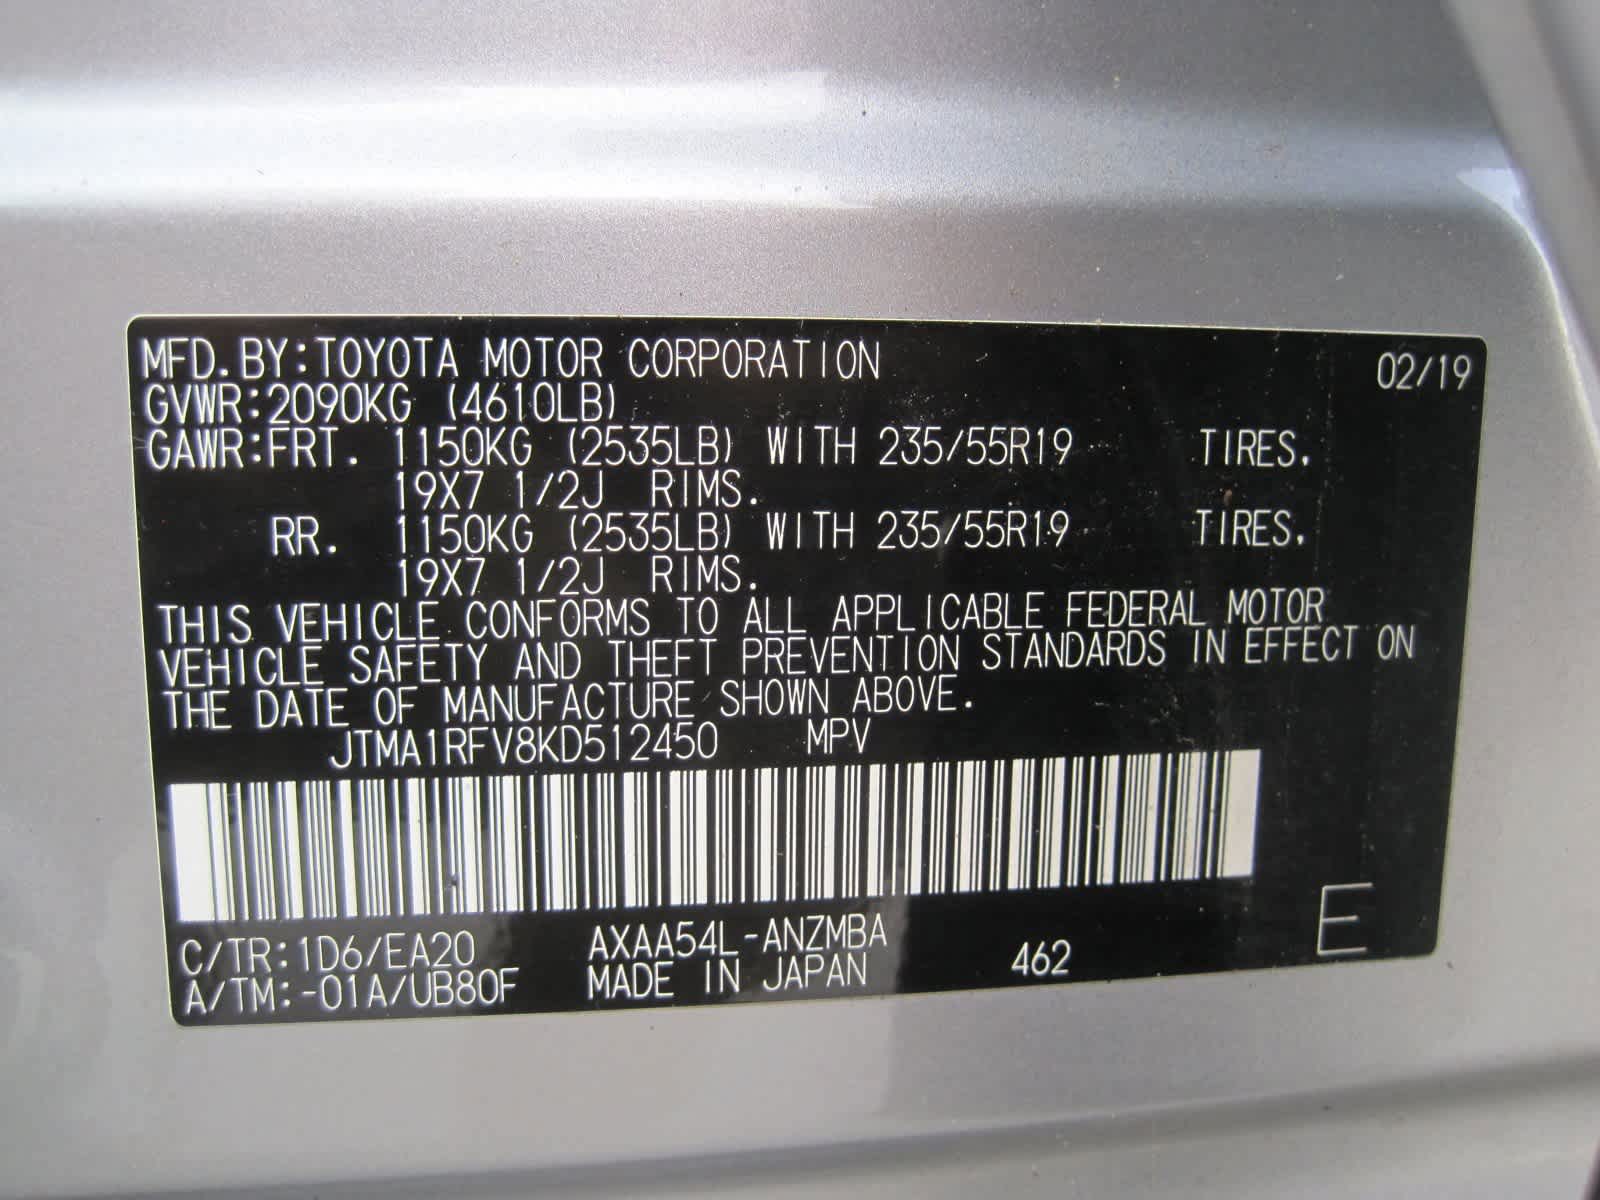 MFD.BY:TOYOTA MOTOR CORPORATION 02/19
GVWR:2090KG (4610LB)
GAWR:FRT. 1150KG (2535LB) WITH 235/55R19 TIRES,
19X7 1/2J RIMS.
RR. 1150KG (2535LB) WITH 235/55R19 TIRES,
19X7 1/2J RIMS.
THIS VEHICLE CONFORMS TO ALL APPLICABLE FEDERAL MOTOR
VEHICLE SAFETY AND THEFT PREVENTION STANDARDS IN EFFECT ON
THE DATE OF MANUFACTURE SHOWN ABOVE.
JTMA1RFV8KD512450 MPV
C/TR:1D6/EA20 AXAA54L-ANZMBA 462 E
A/TM:-01A/UB80F MADE IN JAPAN